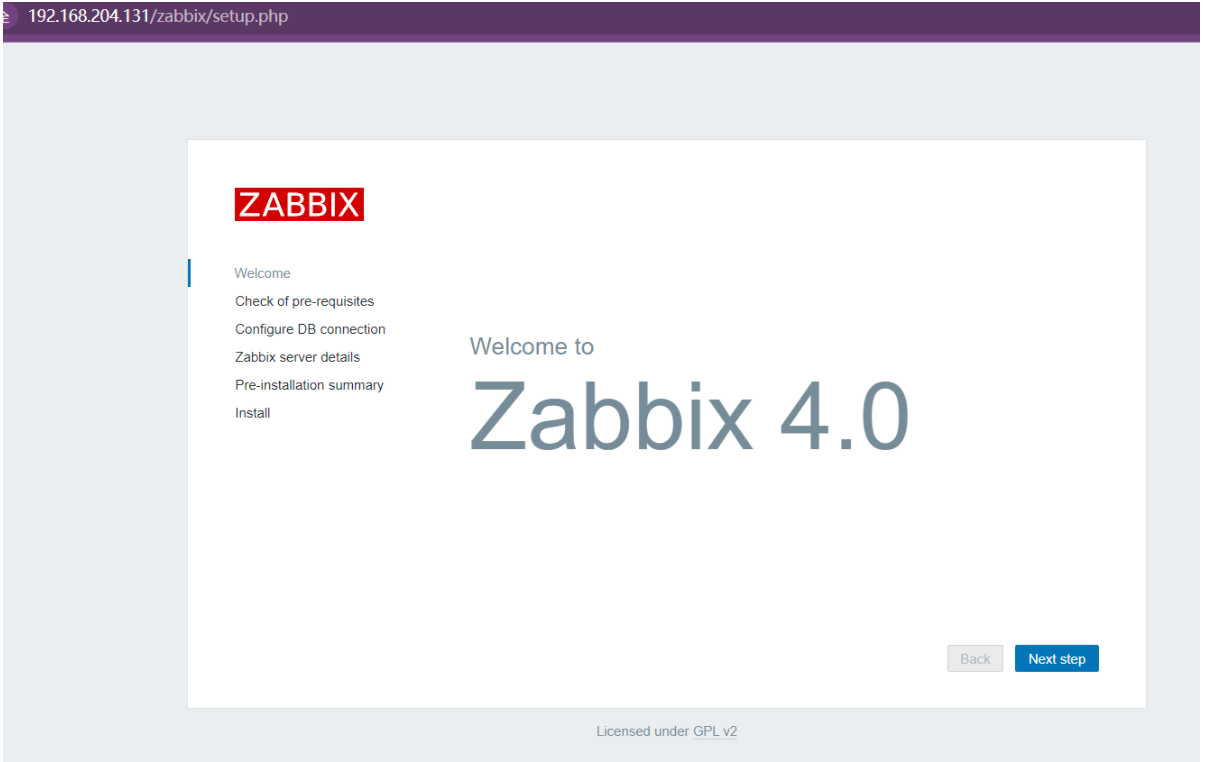 全 192.168.204.131/zabbix/setup.php
ZABBIX
Welcome
Check of pre-requisites
Configure DB connection
Zabbix server details
Pre-installation summary
Install
Welcome to
Zabbix 4.0
Back Next step
Licensed under GPL v2